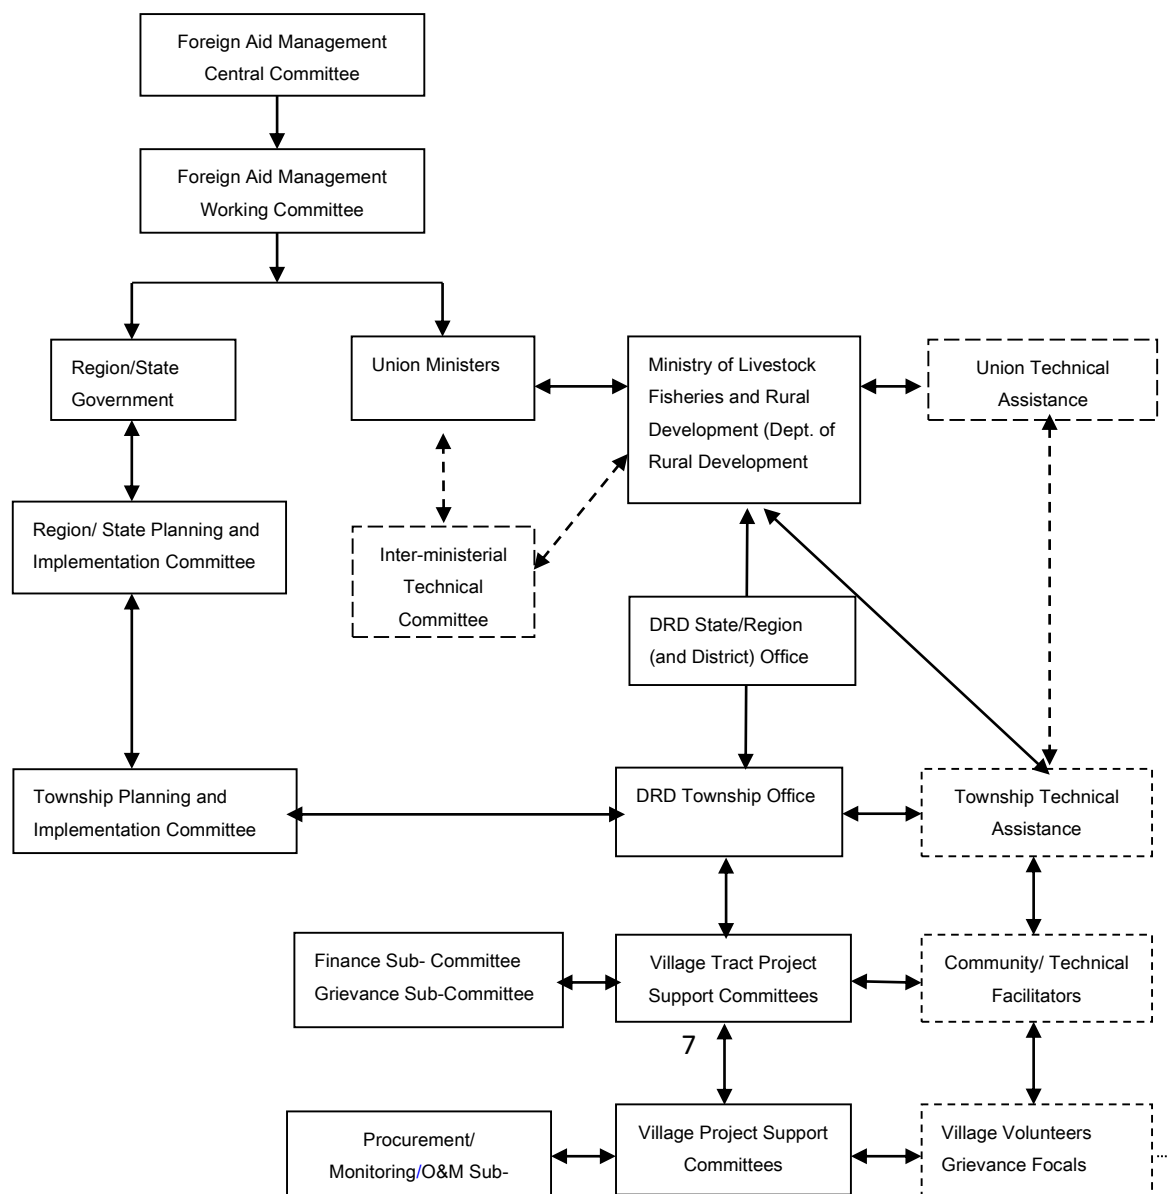 Foreign Aid Management
Central Committee
Foreign Aid Management
Working Committee
Region/State
Government
Union Ministers
Ministry of Livestock
Fisheries and Rural
Development (Dept. of
Rural Development
Union Technical
Assistance
Region/ State Planning and
Implementation Committee
Inter-ministerial
Technical
Committee
DRD State/Region
(and District) Office
Township Planning and
Implementation Committee
DRD Township Office
Township Technical
Assistance
Finance Sub- Committee
Grievance Sub-Committee
Village Tract Project
Support Committees
Community/ Technical
Facilitators
7
Procurement/
Monitoring/O&M Sub-
Village Project Support
Committees
Village Volunteers
Grievance Focals